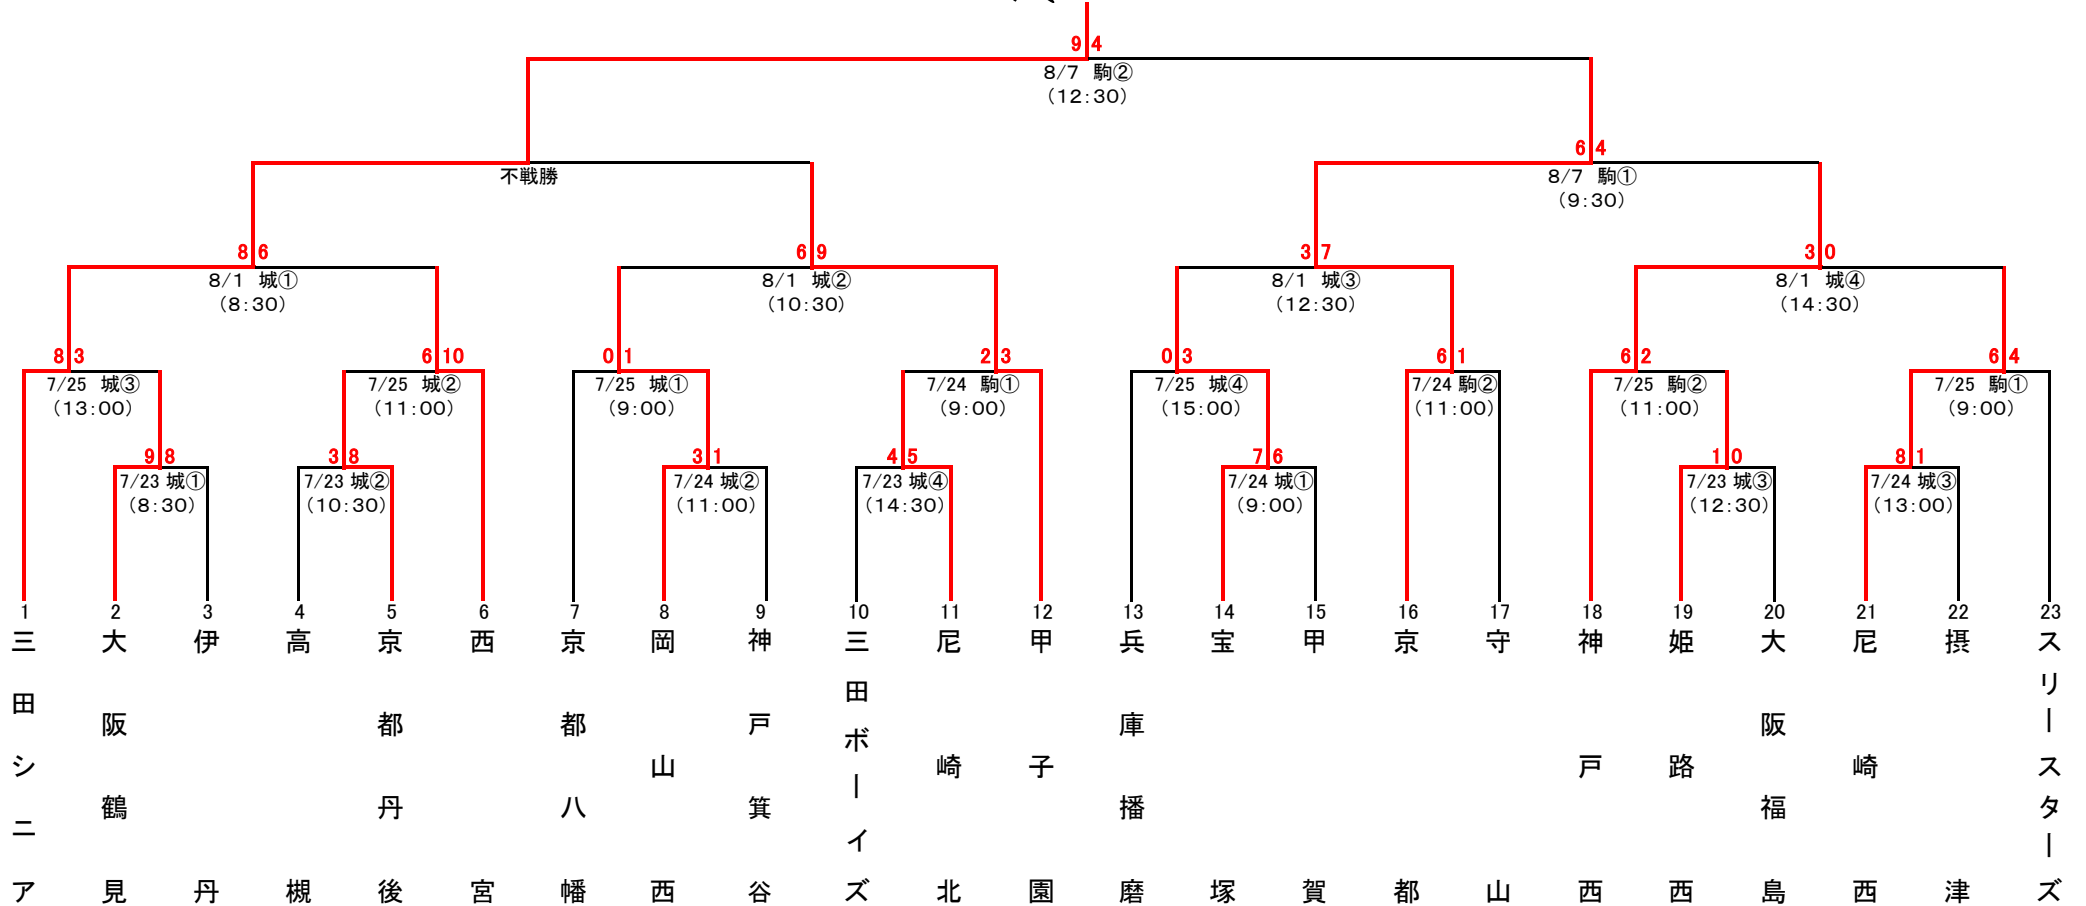 9 4
8/7 駒②
(12:30)
6 4
不戦勝
8/7 駒①
(9:30)
8 6
6 9
3 7
3 0
8/1 城①
8/1 城②
8/1 城③
8/1 城④
(8:30)
(10:30)
(12:30)
(14:30)
8 3
6 10
0 1
2 3
0 3
6 1
6 2
6 4
7/25 城③
7/25 城②
7/25 城①
7/24 駒①
7/25 城④
7/24 駒②
7/25 駒②
7/25 駒①
(13:00)
(11:00)
(9:00)
(9:00)
(15:00)
(11:00)
(11:00)
(9:00)
9 8
3 8
3 1
4 5
7 6
1 0
8 1
7/23 城①
7/23 城②
7/24 城②
7/23 城④
7/24 城①
7/23 城③
7/24 城③
(8:30)
(10:30)
(11:00)
(14:30)
(9:00)
(12:30)
(13:00)
1 2 3 4 5 6 7 8 9 10 11 12 13 14 15 16 17 18 19 20 21 22 23
三田シニア
大阪鶴見
伊丹
高槻
京都丹後
西宮
京都八幡
岡山西
神戸箕谷
三田ボーイズ
尼崎北
甲子園
兵庫播磨
宝塚
甲賀
京都
守山
神戸西
姫路西
大阪福島
尼崎西
摂津
スリースターズ